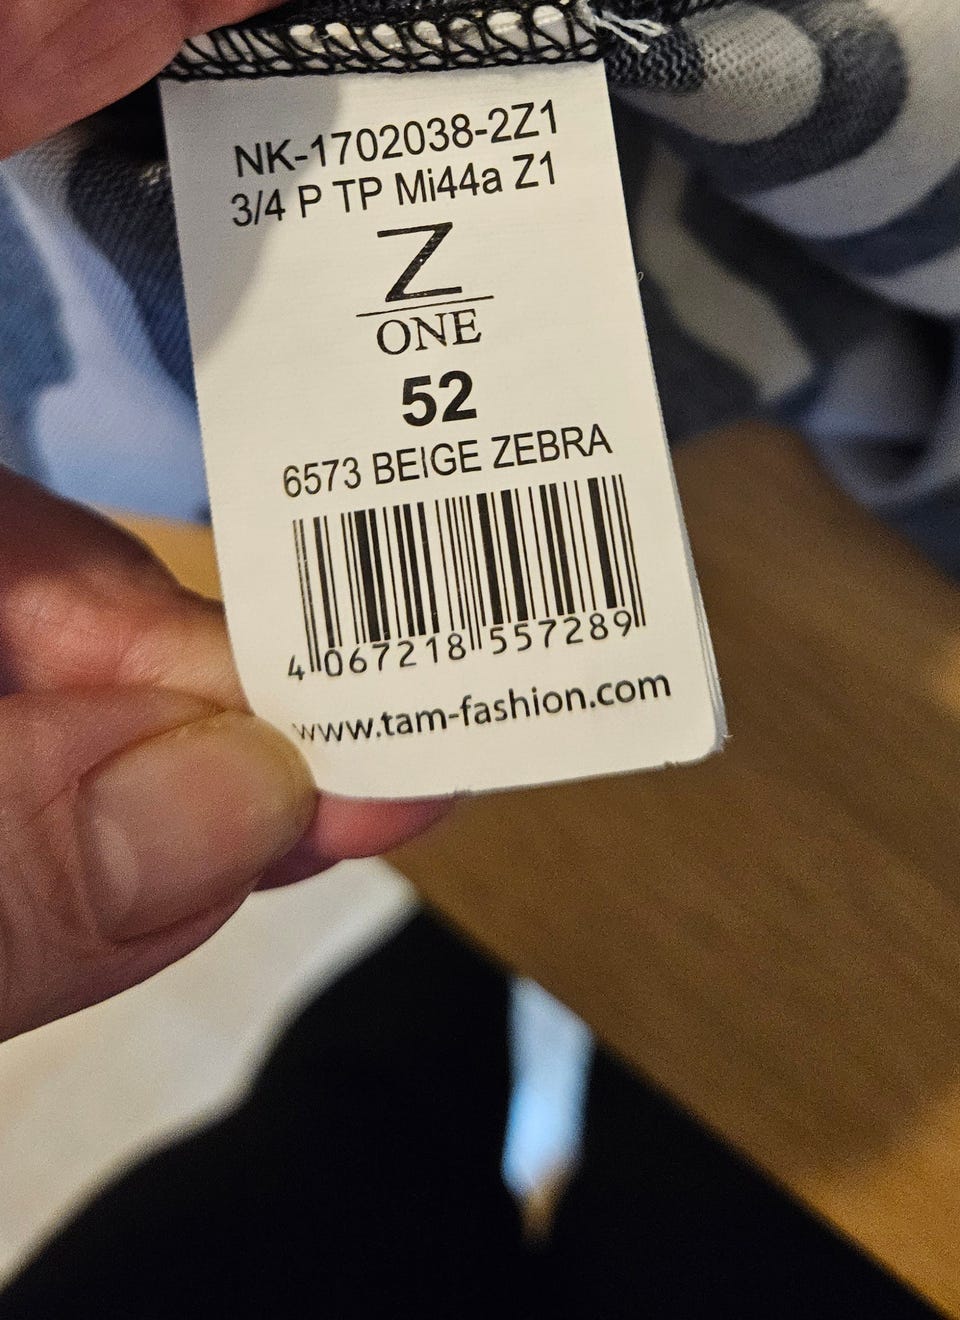 NK-1702038-2Z1
3/4 P TP Mi44a Z1
Z
ONE
52
6573 BEIGE ZEBRA
4 067218 557289
www.tam-fashion.com